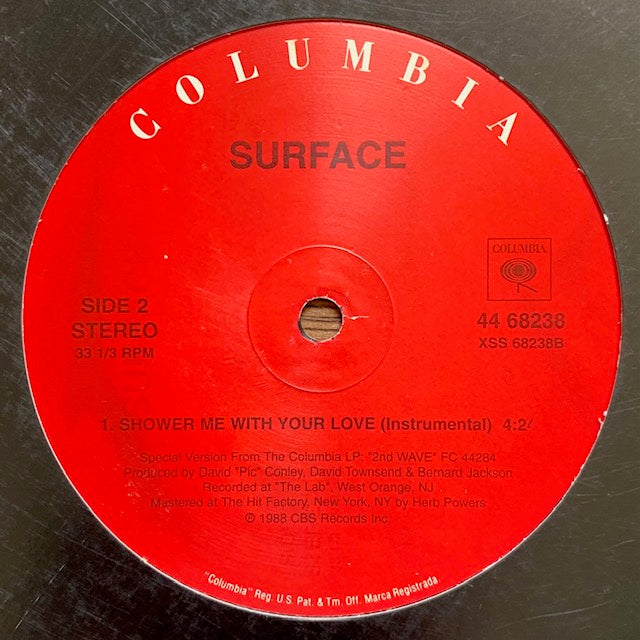 COLUMBIA
SURFACE
COLUMBIA
SIDE 2
STEREO
33 1/3 RPM
44 68238
XSS 68238B
1. SHOWER ME WITH YOUR LOVE (Instrumental) 4:24
Special Version From The Columbia LP: "2nd WAVE" FC 44284
Produced by David "Pic" Conley, David Townsend & Bernard Jackson
Recorded at "The Lab", West Orange, NJ
Mastered at The Hit Factory, New York, NY by Herb Powers
℗ 1988 CBS Records Inc.
"Columbia" Reg. U.S. Pat. & Tm. Off. Marca Registrada.